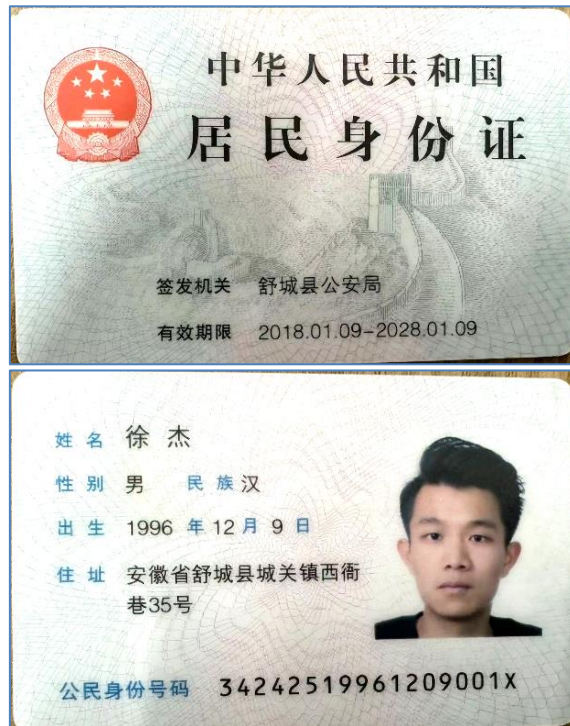 中华人民共和国
居民身份证
签发机关 舒城县公安局
有效期限 2018.01.09-2028.01.09
姓名 徐杰
性别 男 民族 汉
出生 1996 年 12 月 9 日
住址 安徽省舒城县城关镇西衙
巷35号
公民身份号码 34242519961209001X